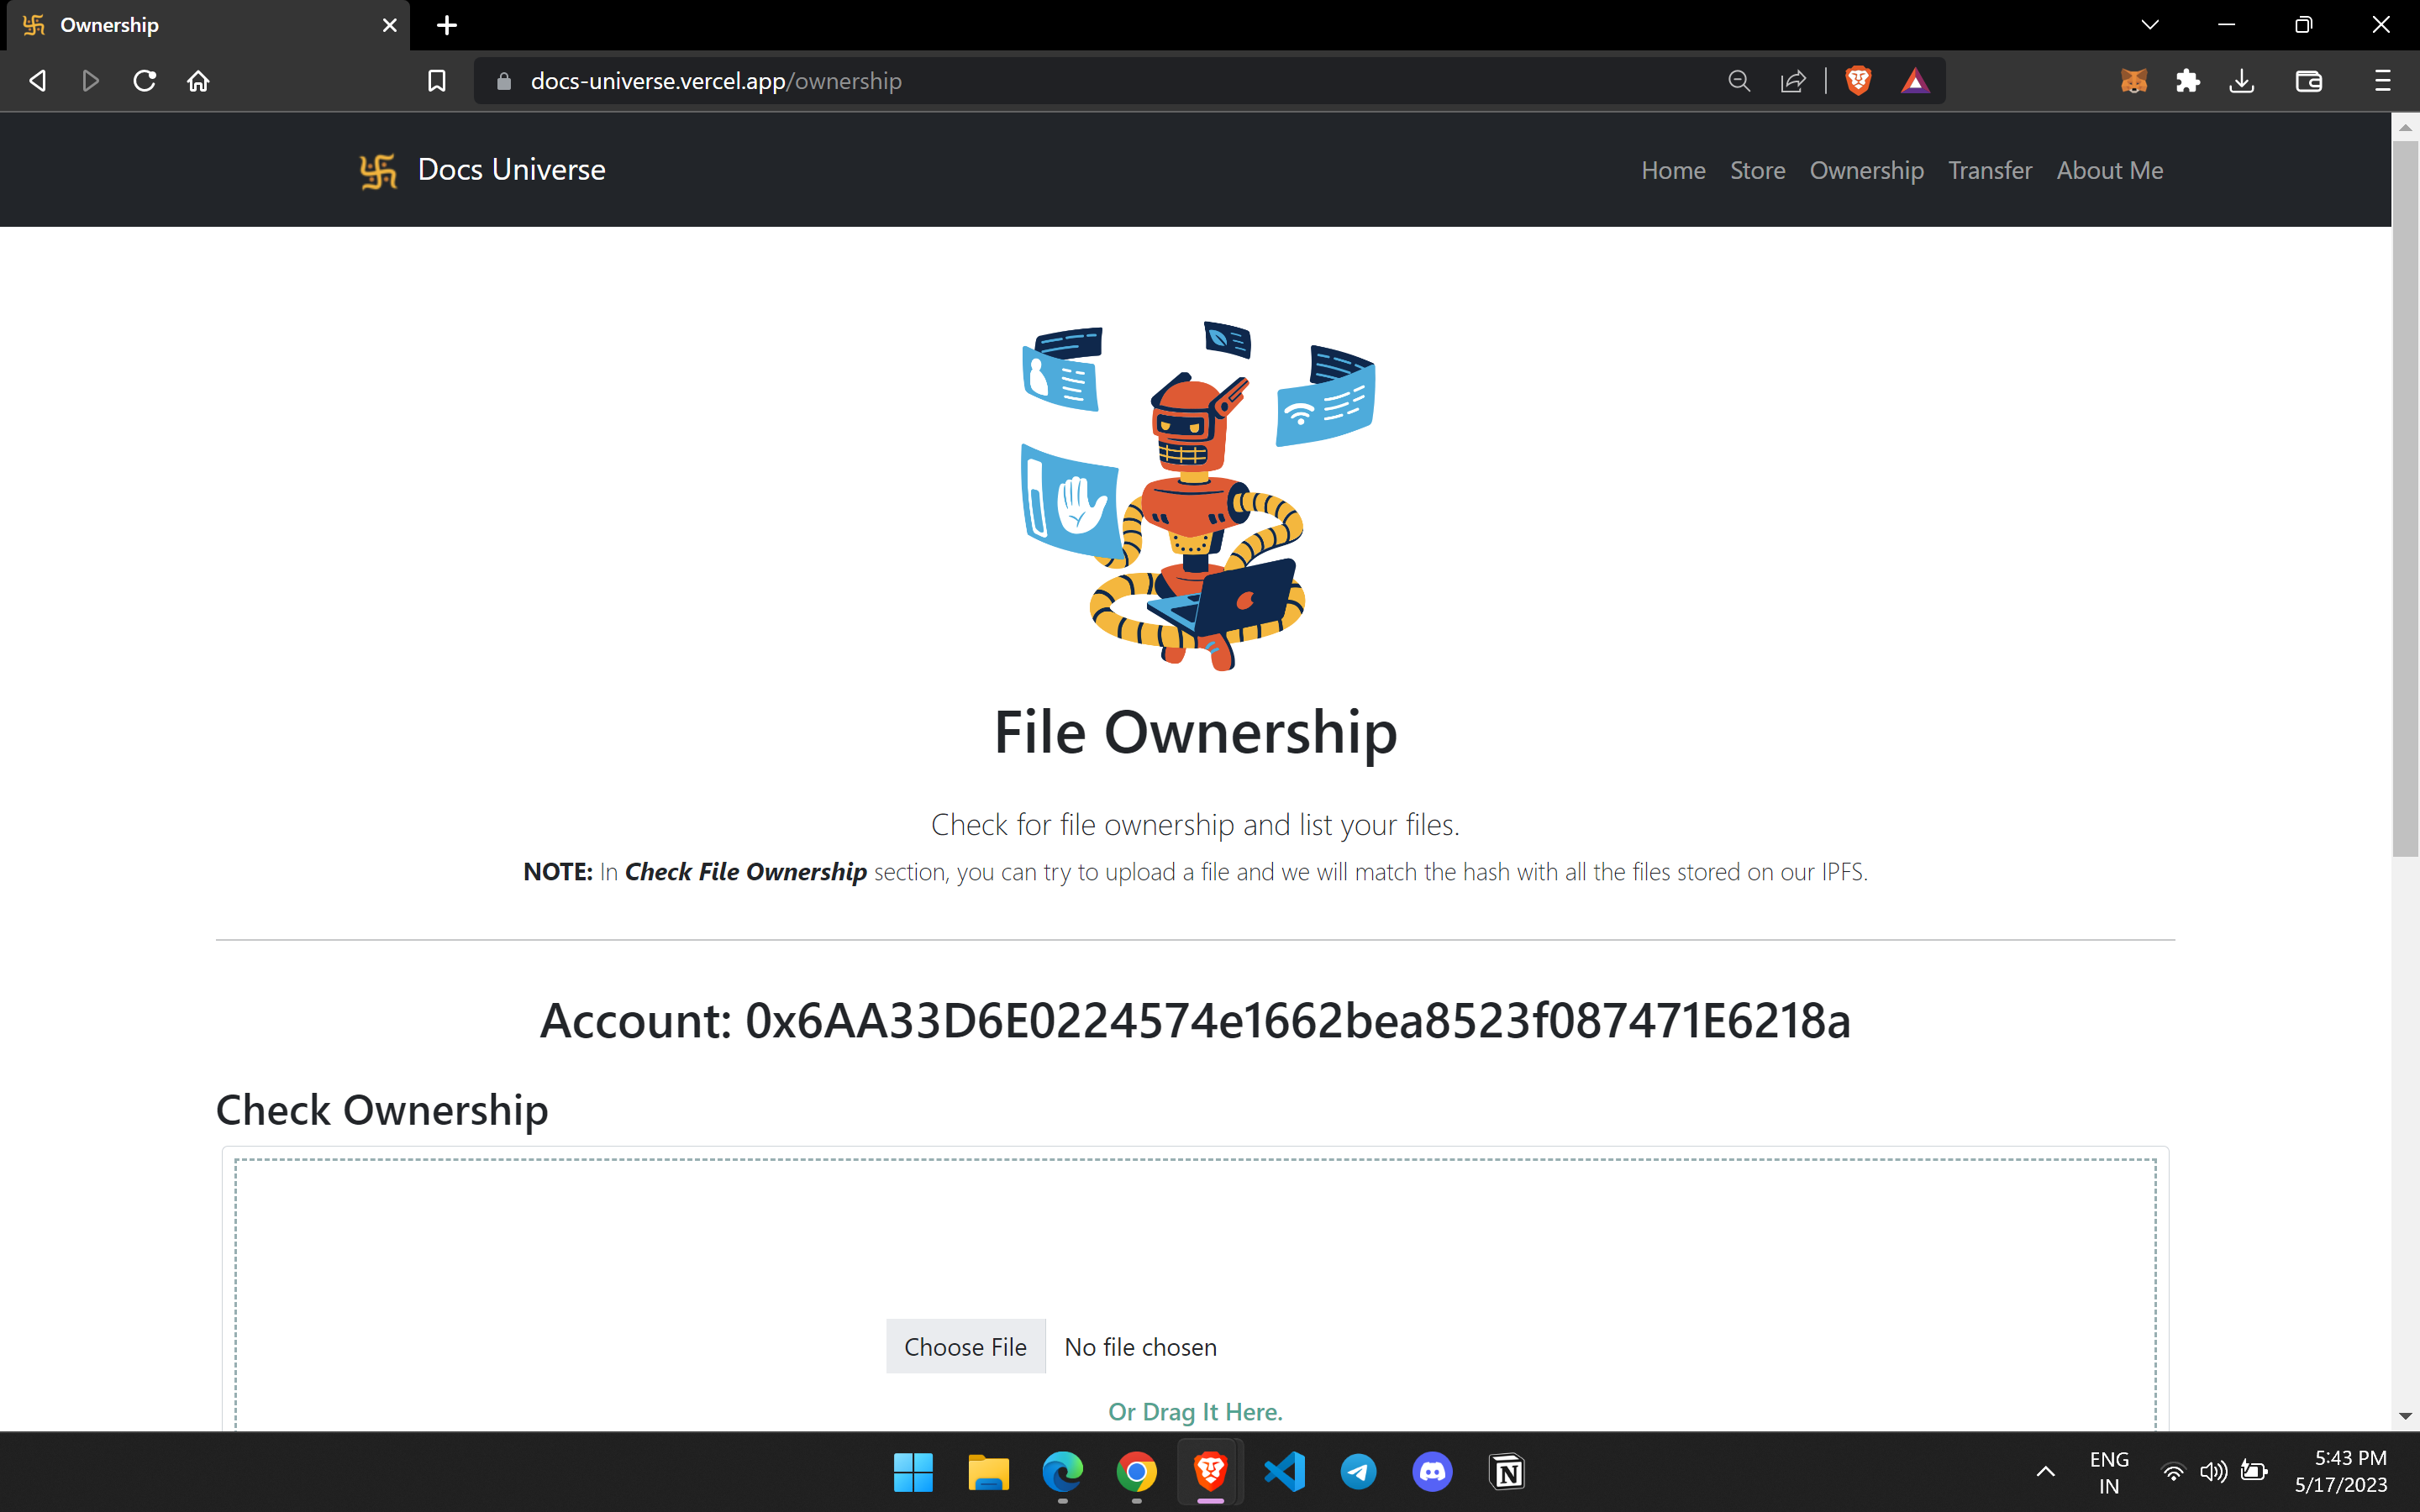 Ownership
docs-universe.vercel.app/ownership
Docs Universe
Home Store Ownership Transfer About Me
File Ownership
Check for file ownership and list your files.
NOTE: In Check File Ownership section, you can try to upload a file and we will match the hash with all the files stored on our IPFS.
Account: 0x6AA33D6E0224574e1662bea8523f087471E6218a
Check Ownership
Choose File No file chosen
Or Drag It Here.
ENG
IN
5:43 PM
5/17/2023